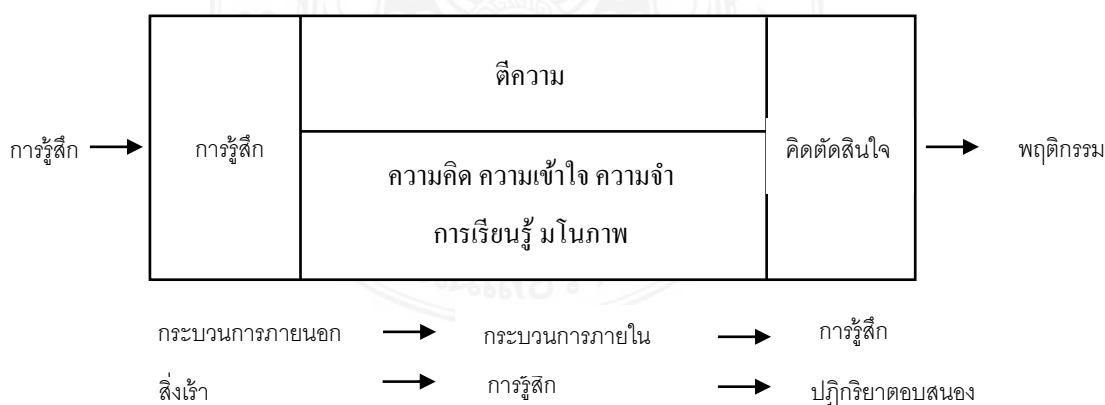 ตีความ
การรู้สึก การรู้สึก คิดตัดสินใจ พฤติกรรม
ความคิด ความเข้าใจ ความจำ
การเรียนรู้ มโนภาพ
กระบวนการภายนอก กระบวนการภายใน การรู้สึก
สิ่งเร้า การรู้สึก ปฏิกริยาตอบสนอง